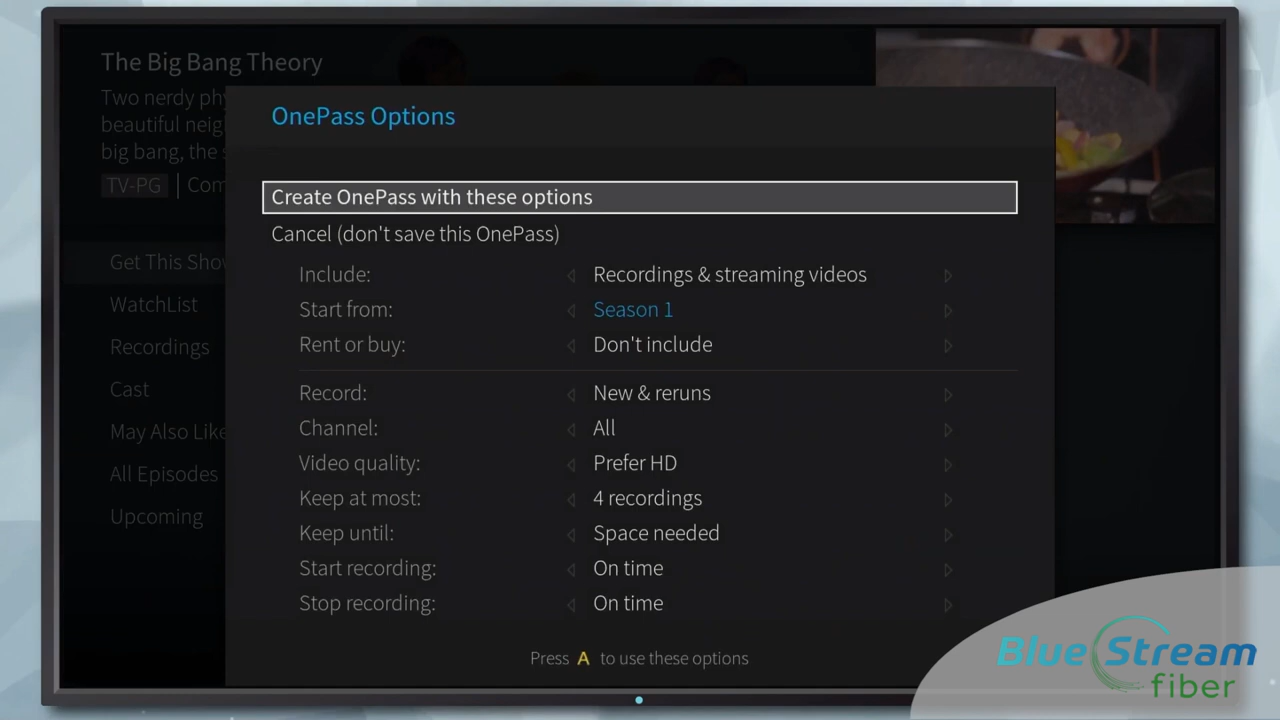 The Big Bang Theory
Two nerdy phy
beautiful neig
big bang, the s
TV-PG | Com
OnePass Options
Create OnePass with these options
Cancel (don't save this OnePass)
Include: Recordings & streaming videos
Start from: Season 1
Rent or buy: Don't include
Record: New & reruns
Channel: All
Video quality: Prefer HD
Keep at most: 4 recordings
Keep until: Space needed
Start recording: On time
Stop recording: On time
Press A to use these options
Get This Show
WatchList
Recordings
Cast
May Also Like
All Episodes
Upcoming
Blue Stream
fiber